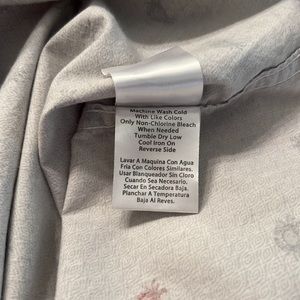 Machine Wash Cold
With Like Colors
Only Non-Chlorine Bleach
When Needed
Tumble Dry Low
Cool Iron On
Reverse Side
Lavar A Maquina Con Agua
Fria Con Colores Similares.
Usar Blanqueador Sin Cloro
Cuando Sea Necesario.
Secar En Secadora Baja.
Planchar A Temperatura
Baja Al Reves.